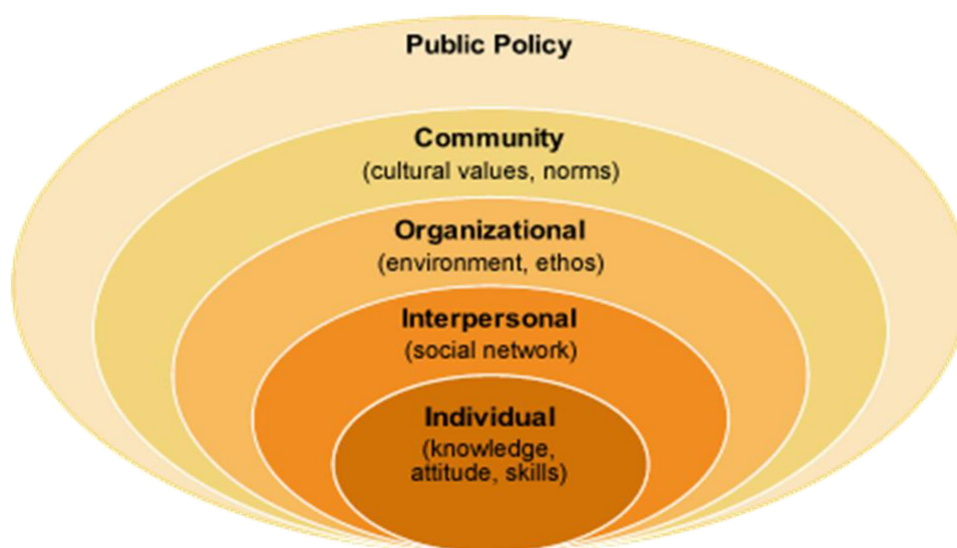 Public Policy
Community
(cultural values, norms)
Organizational
(environment, ethos)
Interpersonal
(social network)
Individual
(knowledge,
attitude, skills)